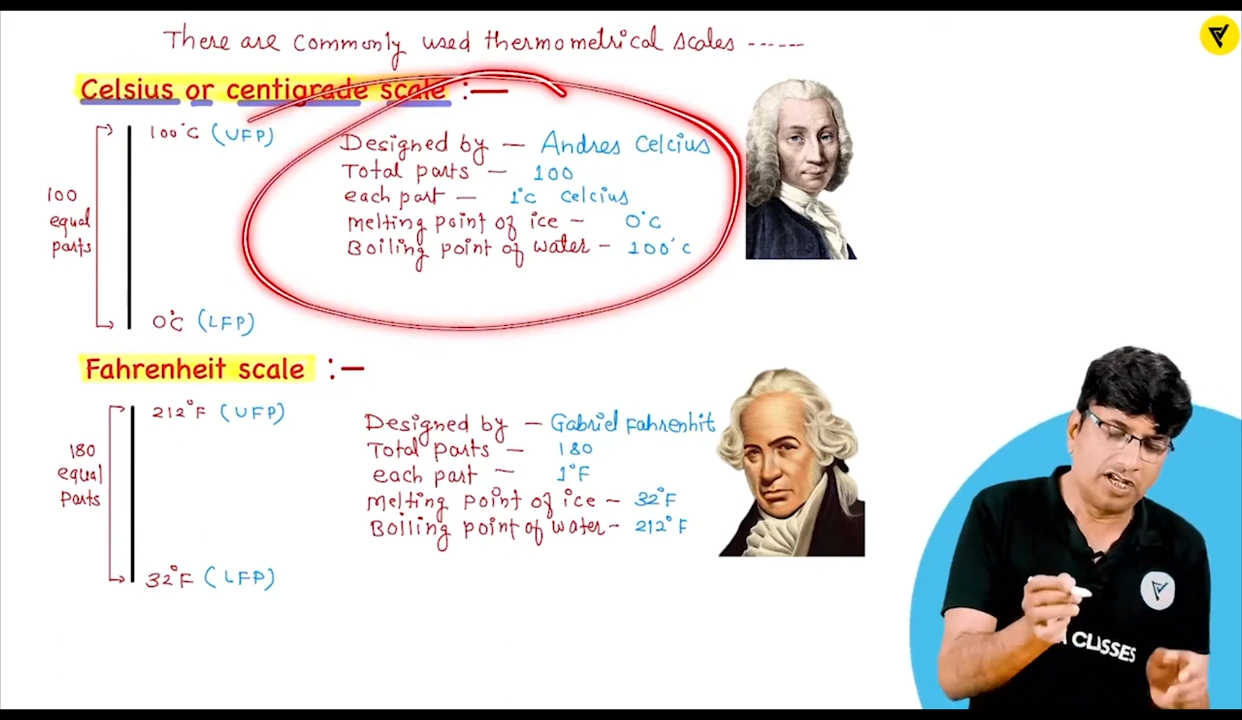 There are commonly used thermometrical scales ------
Celsius or centigrade scale :—
100°C (UFP)
Designed by — Andres Celcius
Total parts — 100
each part — 1°C Celcius
melting point of ice — 0°C
Boiling point of water — 100°C
100
equal
parts
0°C (LFP)
Fahrenheit scale :—
212°F (UFP)
Designed by — Gabriel Fahrenhit
Total parts — 180
each part — 1°F
melting point of ice — 32°F
Boiling point of water — 212°F
180
equal
Parts
32°F (LFP)
CLASSES